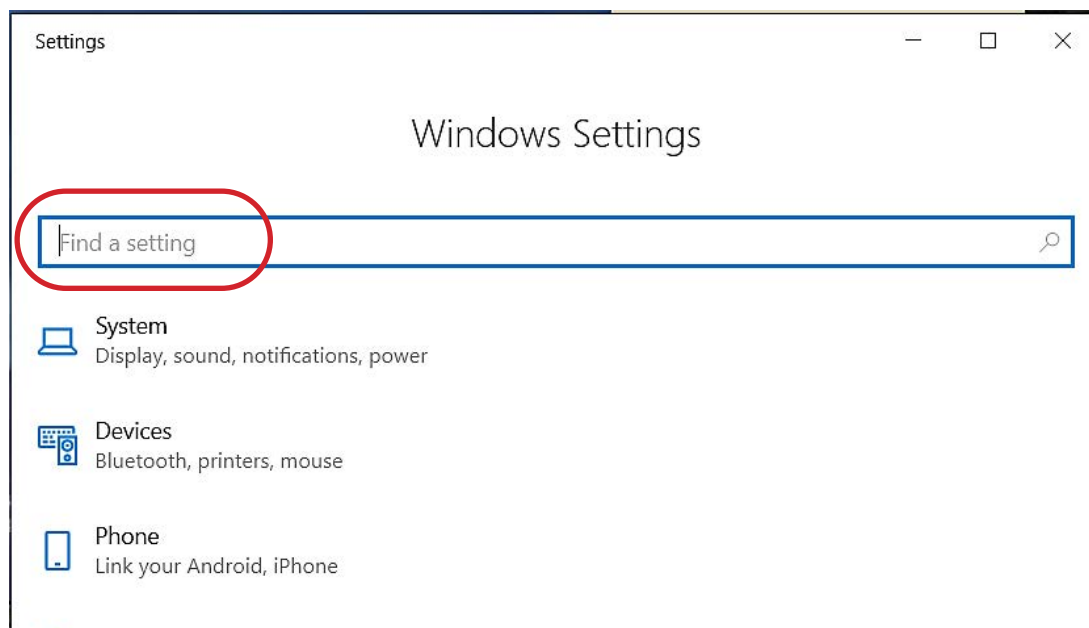 Settings
Windows Settings
Find a setting
System
Display, sound, notifications, power
Devices
Bluetooth, printers, mouse
Phone
Link your Android, iPhone